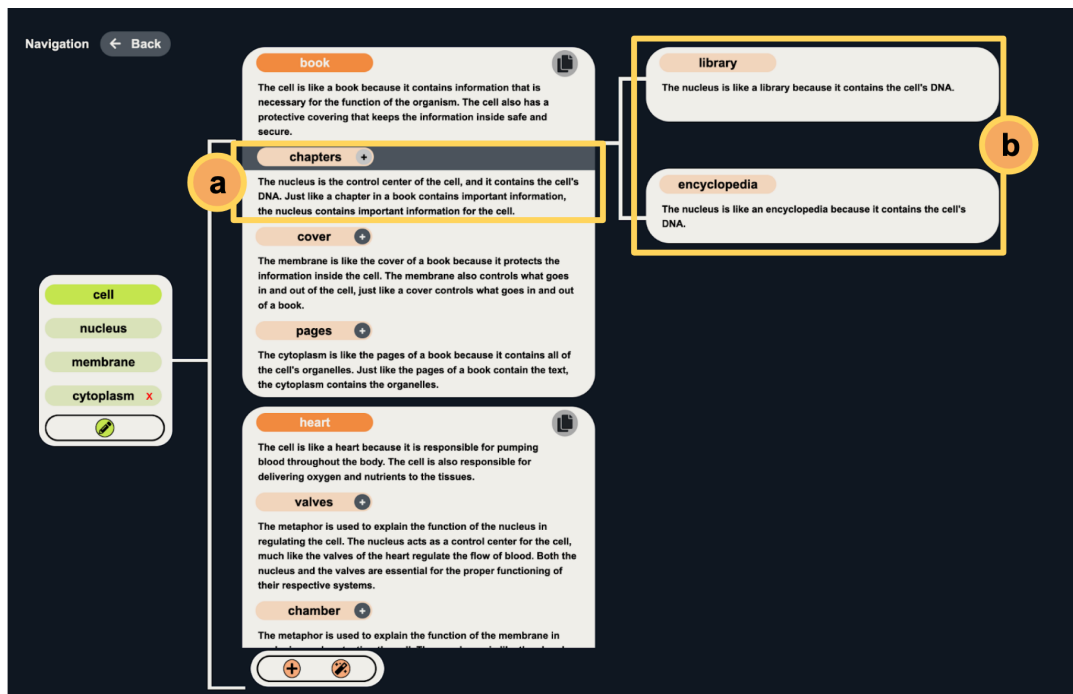 Navigation ← Back
cell
nucleus
membrane
cytoplasm x
book
The cell is like a book because it contains information that is
necessary for the function of the organism. The cell also has a
protective covering that keeps the information inside safe and
secure.
a
chapters +
The nucleus is the control center of the cell, and it contains the cell's
DNA. Just like a chapter in a book contains important information,
the nucleus contains important information for the cell.
cover +
The membrane is like the cover of a book because it protects the
information inside the cell. The membrane also controls what goes
in and out of the cell, just like a cover controls what goes in and out
of a book.
pages +
The cytoplasm is like the pages of a book because it contains all of
the cell's organelles. Just like the pages of a book contain the text,
the cytoplasm contains the organelles.
heart
The cell is like a heart because it is responsible for pumping
blood throughout the body. The cell is also responsible for
delivering oxygen and nutrients to the tissues.
valves +
The metaphor is used to explain the function of the nucleus in
regulating the cell. The nucleus acts as a control center for the cell,
much like the valves of the heart regulate the flow of blood. Both the
nucleus and the valves are essential for the proper functioning of
their respective systems.
chamber +
The metaphor is used to explain the function of the membrane in
library
The nucleus is like a library because it contains the cell's DNA.
b
encyclopedia
The nucleus is like an encyclopedia because it contains the cell's
DNA.